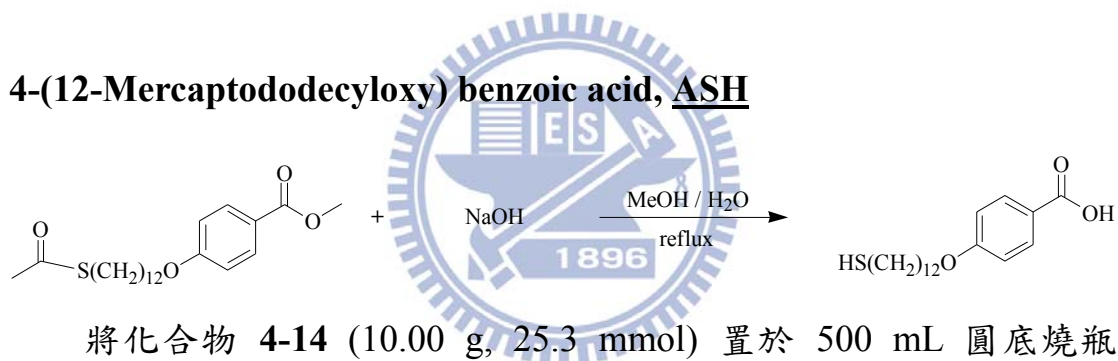 4-(12-Mercaptododecyloxy) benzoic acid, ASH
E S A
1896
O
S(CH2)12O
O
O
+
NaOH
MeOH / H2O
reflux
HS(CH2)12O
O
OH
將化合物 4-14 (10.00 g, 25.3 mmol) 置於 500 mL 圓底燒瓶